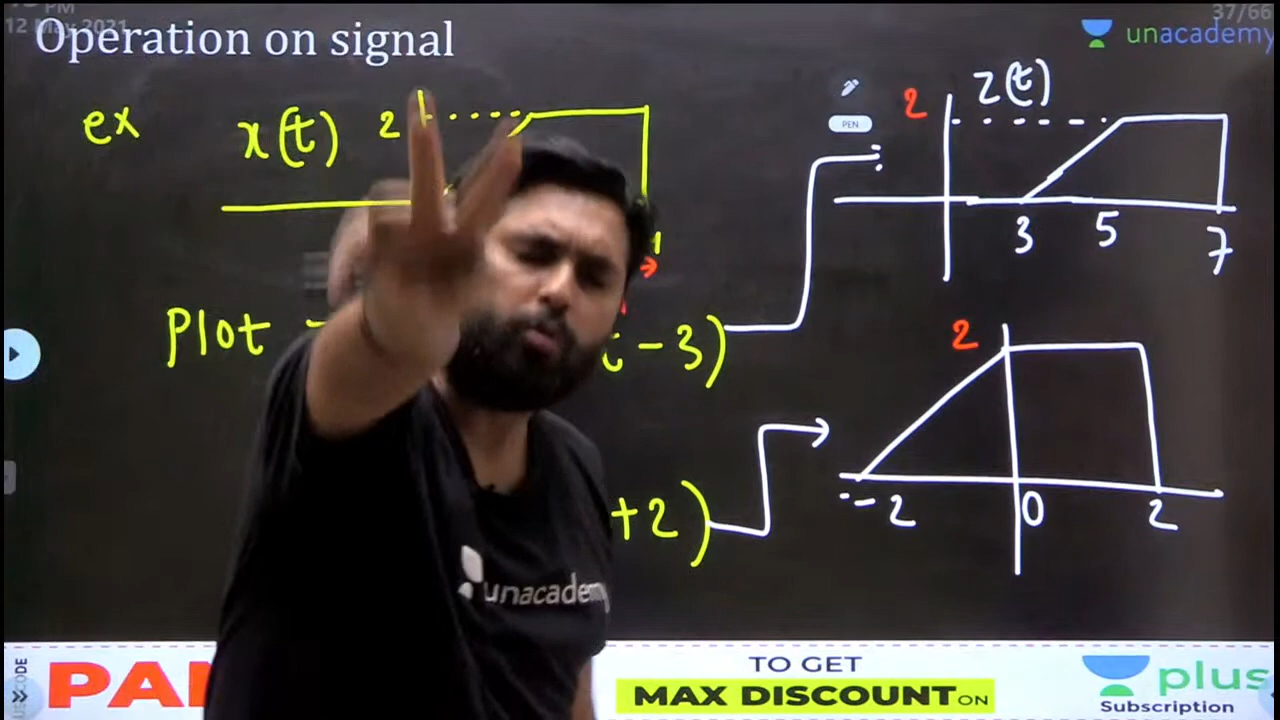 PM
12 May 2021
37/66
Operation on signal
unacademy
ex
x(t)
2
2
z(t)
PEN
3
5
7
Plot
- 3)
2
+2)
-2
0
2
unacademy
TO GET
MAX DISCOUNT ON
plus
Subscription